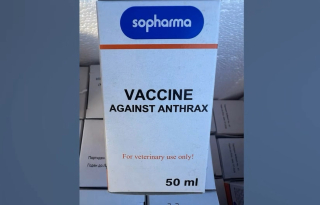 sopharma
VACCINE
AGAINST ANTHRAX
For veterinary use only!
50 ml